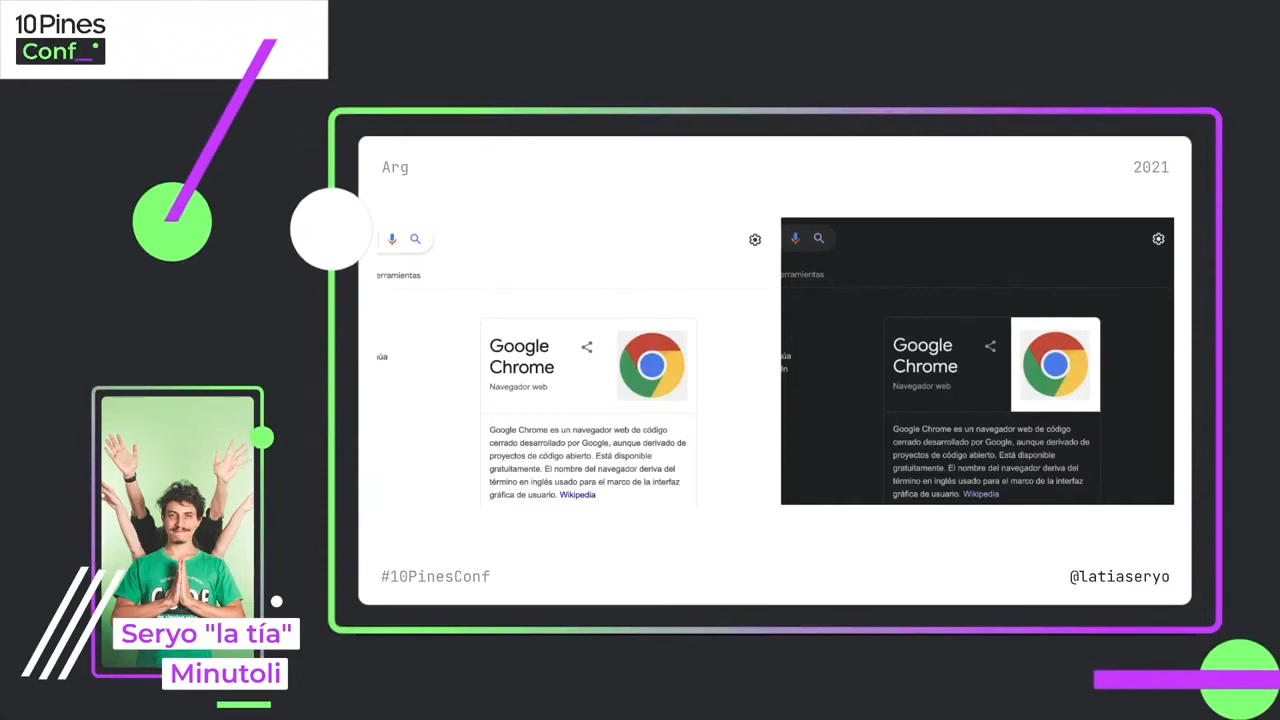 10Pines
Conf_
Arg
2021
erramientas
úa
Google
Chrome
Navegador web
Google Chrome es un navegador web de código
cerrado desarrollado por Google, aunque derivado de
proyectos de código abierto. Está disponible
gratuitamente. El nombre del navegador deriva del
término en inglés usado para el marco de la interfaz
gráfica de usuario. Wikipedia
erramientas
úa
In
Google
Chrome
Navegador web
Google Chrome es un navegador web de código
cerrado desarrollado por Google, aunque derivado de
proyectos de código abierto. Está disponible
gratuitamente. El nombre del navegador deriva del
término en inglés usado para el marco de la interfaz
gráfica de usuario. Wikipedia
#10PinesConf
@latiaseryo
Seryo "la tía"
Minutoli